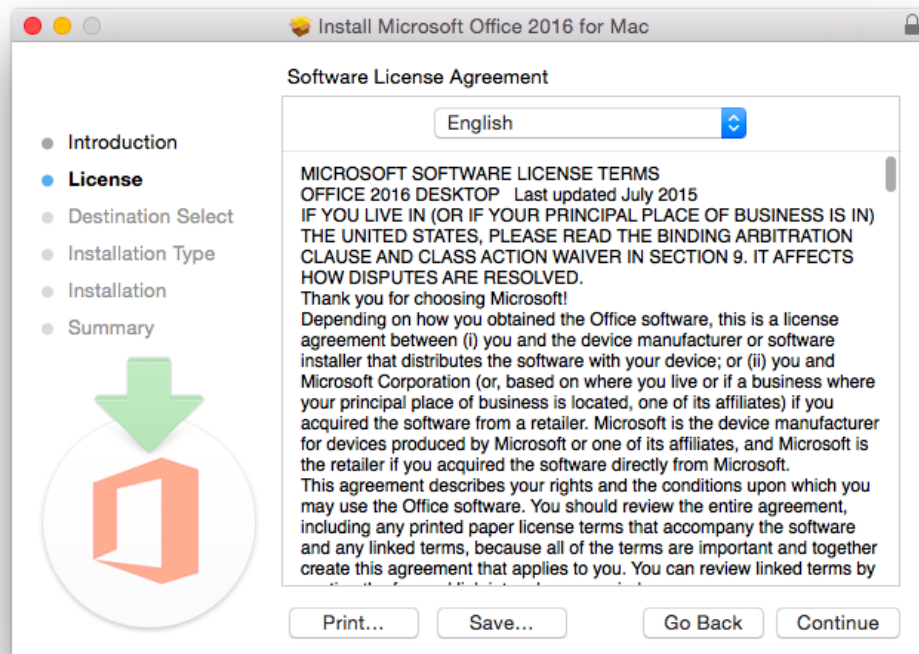 Install Microsoft Office 2016 for Mac
Software License Agreement
Introduction
License
Destination Select
Installation Type
Installation
Summary
English
MICROSOFT SOFTWARE LICENSE TERMS
OFFICE 2016 DESKTOP   Last updated July 2015
IF YOU LIVE IN (OR IF YOUR PRINCIPAL PLACE OF BUSINESS IS IN)
THE UNITED STATES, PLEASE READ THE BINDING ARBITRATION
CLAUSE AND CLASS ACTION WAIVER IN SECTION 9. IT AFFECTS
HOW DISPUTES ARE RESOLVED.
Thank you for choosing Microsoft!
Depending on how you obtained the Office software, this is a license
agreement between (i) you and the device manufacturer or software
installer that distributes the software with your device; or (ii) you and
Microsoft Corporation (or, based on where you live or if a business where
your principal place of business is located, one of its affiliates) if you
acquired the software from a retailer. Microsoft is the device manufacturer
for devices produced by Microsoft or one of its affiliates, and Microsoft is
the retailer if you acquired the software directly from Microsoft.
This agreement describes your rights and the conditions upon which you
may use the Office software. You should review the entire agreement,
including any printed paper license terms that accompany the software
and any linked terms, because all of the terms are important and together
create this agreement that applies to you. You can review linked terms by
Print...
Save...
Go Back
Continue